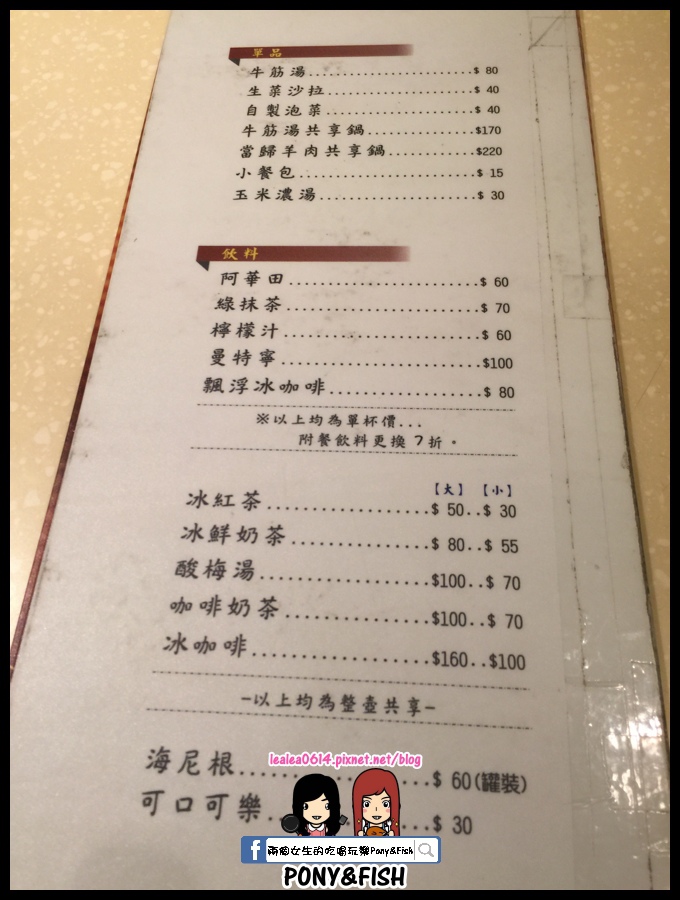 單品
牛筋湯......................$ 80
生菜沙拉....................$ 40
自製泡菜....................$ 40
牛筋湯共享鍋...............$170
當歸羊肉共享鍋............$220
小餐包........................$ 15
玉米濃湯.....................$ 30
飲料
阿華田........................$ 60
綠抹茶........................$ 70
檸檬汁........................$ 60
曼特寧........................$100
飄浮冰咖啡..................$ 80
※以上均為單杯價...
附餐飲料更換7折。
【大】 【小】
冰紅茶..................$ 50..$ 30
冰鮮奶茶...............$ 80..$ 55
酸梅湯..................$100..$ 70
咖啡奶茶...............$100..$ 70
冰咖啡..................$160..$100
—以上均為整壺共享—
海尼根..................$ 60(罐裝)
可口可樂...............$ 30
lealea0614.pixnet.net/blog
f 兩個女生的吃喝玩樂Pony&Fish
PONY&FISH